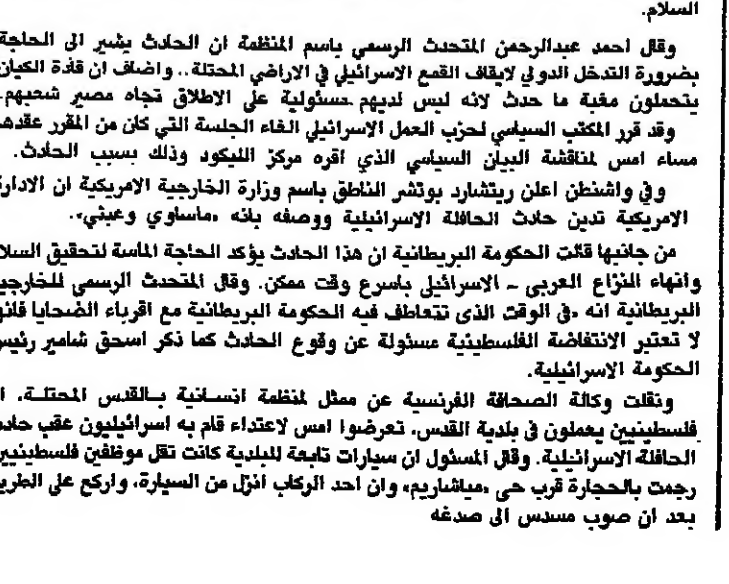 السلام.
وقال احمد عبدالرحمن المتحدث الرسمي باسم المنظمة ان الحادث يشير الى الحاجة
بضرورة التدخل الدولي لايقاف القمع الاسرائيلي في الاراضي المحتلة.. واضاف ان قادة الكيان
يتحملون مغبة ما حدث لانه ليس لديهم مسئولية على الاطلاق تجاه مصير شعبهم.
وقد قرر المكتب السياسي لحزب العمل الاسرائيلي الغاء الجلسة التي كان من المقرر عقدها
مساء امس لمناقشة البيان السياسي الذي اقره مركز الليكود وذلك بسبب الحادث.
وفي واشنطن اعلن ريتشارد بوتشر الناطق باسم وزارة الخارجية الامريكية ان الادارة
الامريكية تدين حادث الحافلة الاسرائيلية ووصفه بانه «ماساوي وعبثي».
من جانبها قالت الحكومة البريطانية ان هذا الحادث يؤكد الحاجة الماسة لتحقيق السلا
وانهاء النزاع العربي - الاسرائيلي باسرع وقت ممكن. وقال المتحدث الرسمي للخارجية
البريطانية انه «في الوقت الذى تتعاطف فيه الحكومة البريطانية مع اقرباء الضحايا فانها
لا تعتبر الانتفاضة الفلسطينية مسئولة عن وقوع الحادث كما ذكر اسحق شامير رئيس
الحكومة الاسرائيلية.
ونقلت وكالة الصحافة الفرنسية عن ممثل لمنظمة انسانية بالقدس المحتلة، ا
فلسطينيين يعملون في بلدية القدس، تعرضوا امس لاعتداء قام به اسرائيليون عقب حادث
الحافلة الاسرائيلية. وقال المسئول ان سيارات تابعة للبلدية كانت تقل موظفين فلسطينيين
رجمت بالحجارة قرب حى «مياشاريم» وان احد الركاب انزل من السيارة، واركع على الطريق
بعد ان صوب مسدس الى صدغه